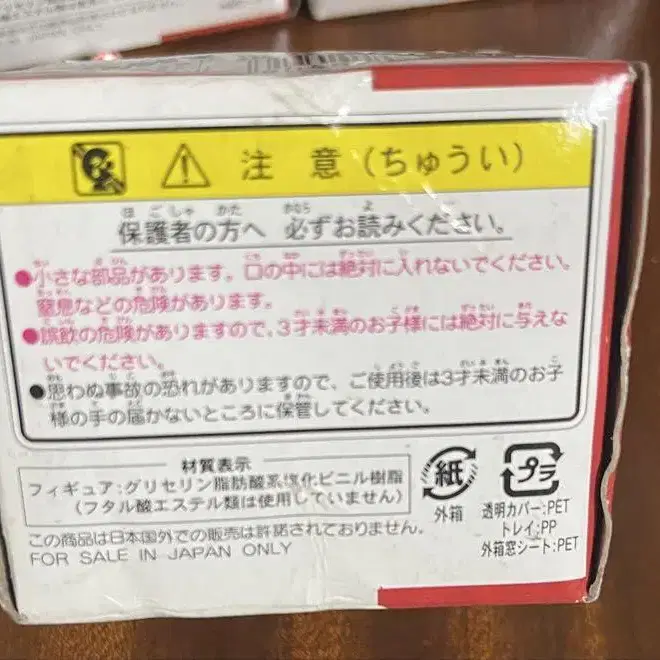 注意(ちゅうい)
保護者の方へ 必ずお読みください。
●小さな部品があります。口の中には絶対に入れないでください。
窒息などの危険があります。
●誤飲の危険がありますので、3才未満のお子様には絶対に与えな
いでください。
●思わぬ事故の恐れがありますので、ご使用後は3才未満のお子
様の手の届かないところに保管してください。
材質表示
フィギュア:グリセリン脂肪酸系塩化ビニル樹脂
(フタル酸エステル類は使用していません)
紙
外箱
プラ
透明カバー:PET
トレイ:PP
外箱窓シート:PET
この商品は日本国外での販売は許諾されておりません。
FOR SALE IN JAPAN ONLY